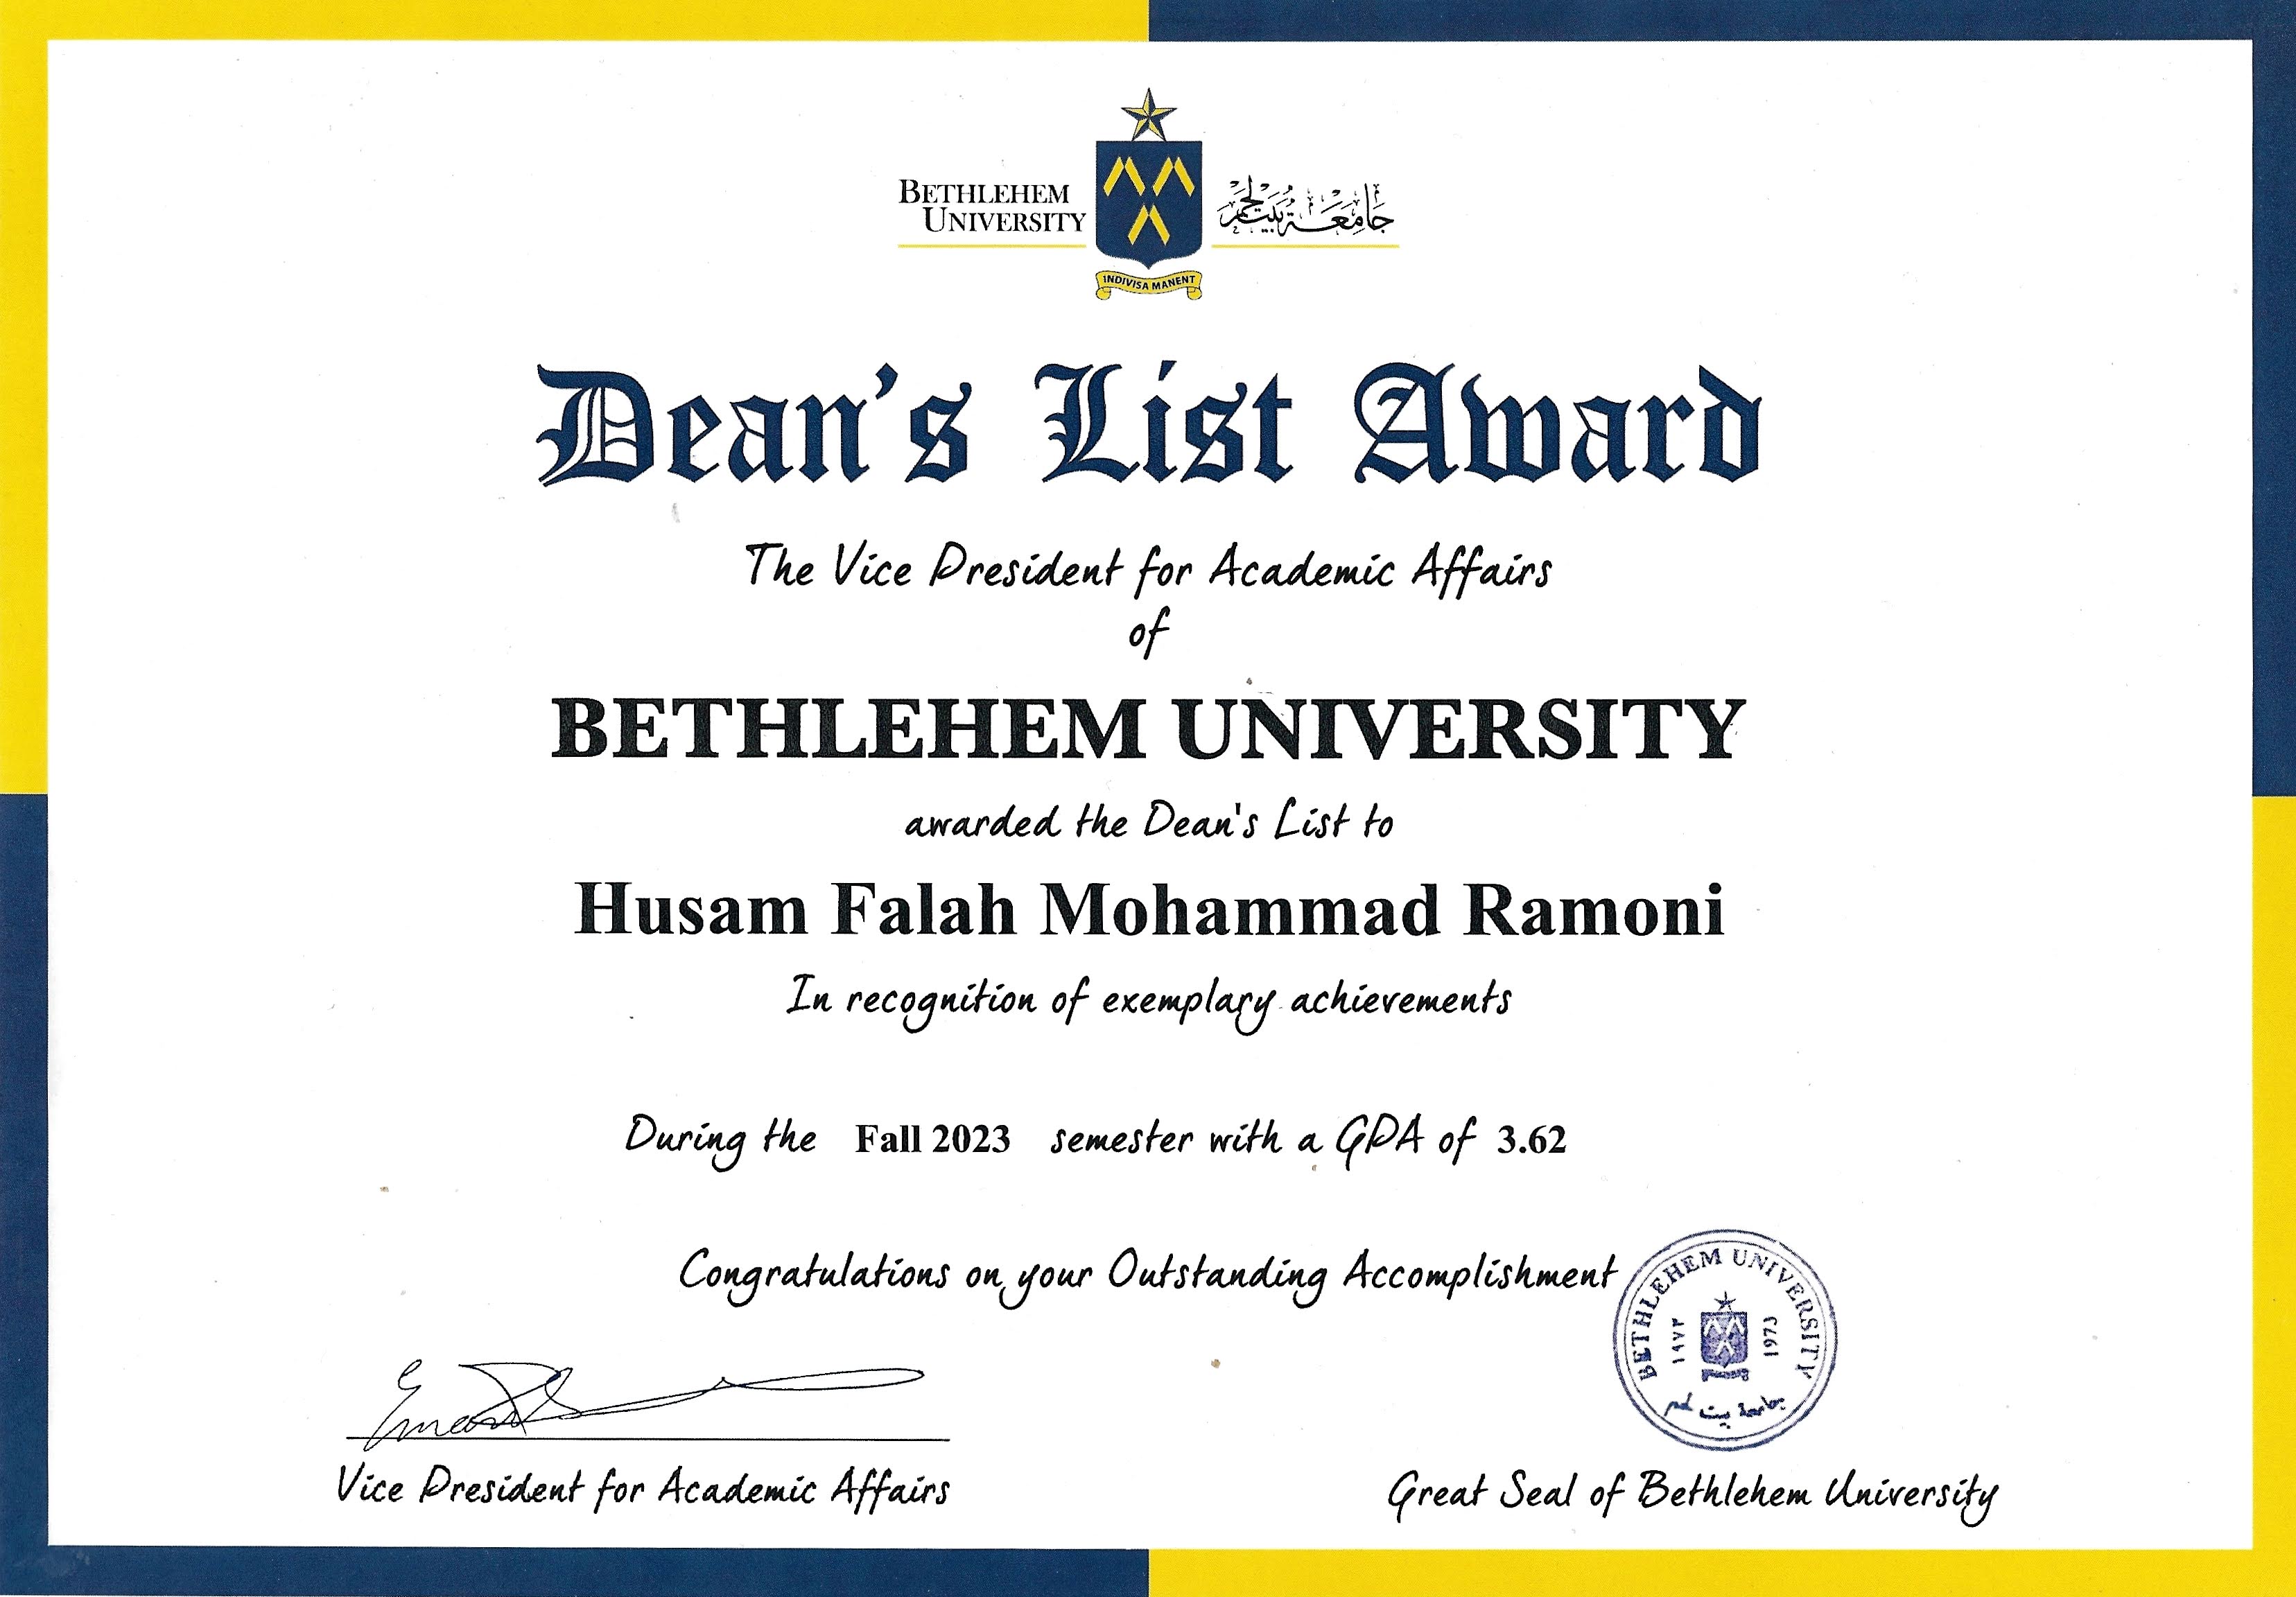 BETHLEHEM
UNIVERSITY
جامعة بيت لحم
INDIVISA MANENT
Dean's List Award
The Vice President for Academic Affairs
of
BETHLEHEM UNIVERSITY
awarded the Dean's List to
Husam Falah Mohammad Ramoni
In recognition of exemplary achievements
During the Fall 2023 semester with a GPA of 3.62
Congratulations on your Outstanding Accomplishment
BETHLEHEM UNIVERSITY
١٩٧٣ 1973
جامعة بيت لحم
Vice President for Academic Affairs
Great Seal of Bethlehem University